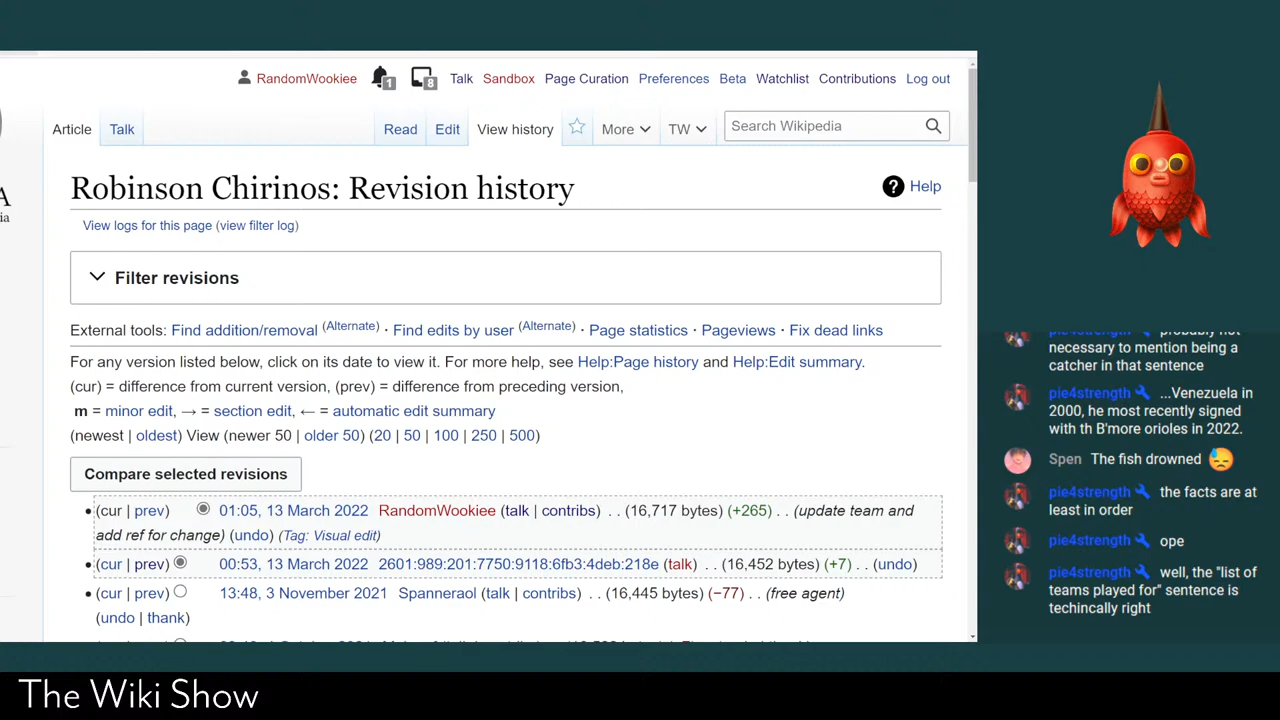 RandomWookiee 1 8 Talk Sandbox Page Curation Preferences Beta Watchlist Contributions Log out
Article Talk Read Edit View history More TW Search Wikipedia
A
ia
Robinson Chirinos: Revision history
? Help
View logs for this page (view filter log)
Filter revisions
External tools: Find addition/removal (Alternate) · Find edits by user (Alternate) · Page statistics · Pageviews · Fix dead links
For any version listed below, click on its date to view it. For more help, see Help:Page history and Help:Edit summary.
(cur) = difference from current version, (prev) = difference from preceding version,
m = minor edit, → = section edit, ← = automatic edit summary
(newest | oldest) View (newer 50 | older 50) (20 | 50 | 100 | 250 | 500)
Compare selected revisions
(cur | prev) 01:05, 13 March 2022 RandomWookiee (talk | contribs) . . (16,717 bytes) (+265) . . (update team and
add ref for change) (undo) (Tag: Visual edit)
(cur | prev) 00:53, 13 March 2022 2601:989:201:7750:9118:6fb3:4deb:218e (talk) . . (16,452 bytes) (+7) . . (undo)
(cur | prev) 13:48, 3 November 2021 Spanneraol (talk | contribs) . . (16,445 bytes) (−77) . . (free agent)
(undo | thank)
pie4strength probably not
necessary to mention being a
catcher in that sentence
pie4strength ...Venezuela in
2000, he most recently signed
with th B'more orioles in 2022.
Spen The fish drowned 😓
pie4strength the facts are at
least in order
pie4strength ope
pie4strength well, the "list of
teams played for" sentence is
techincally right
The Wiki Show